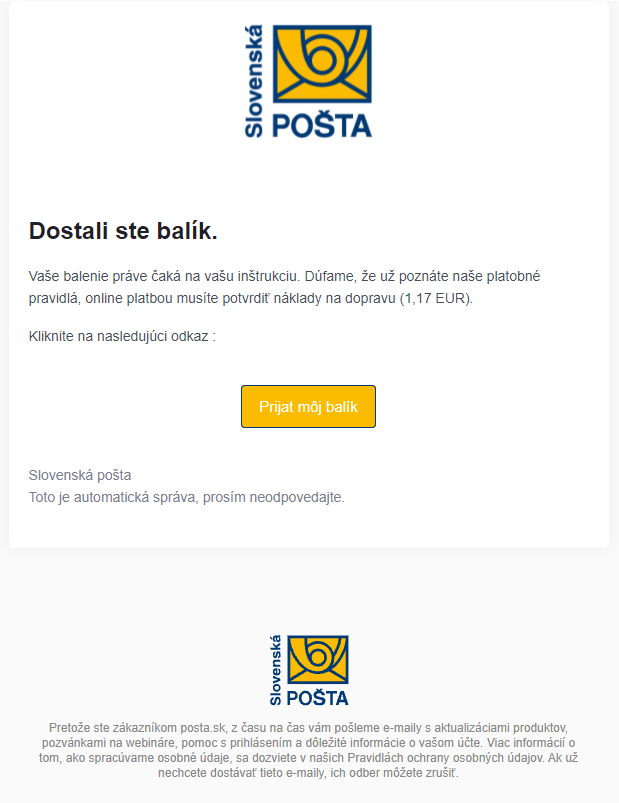 Slovenská
POŠTA
Dostali ste balík.
Vaše balenie práve čaká na vašu inštrukciu. Dúfame, že už poznáte naše platobné
pravidlá, online platbou musíte potvrdiť náklady na dopravu (1,17 EUR).
Kliknite na nasledujúci odkaz :
Prijat môj balík
Slovenská pošta
Toto je automatická správa, prosím neodpovedajte.
Slovenská
POŠTA
Pretože ste zákazníkom posta.sk, z času na čas vám pošleme e-maily s aktualizáciami produktov,
pozvánkami na webináre, pomoc s prihlásením a dôležité informácie o vašom účte. Viac informácií o
tom, ako spracúvame osobné údaje, sa dozviete v našich Pravidlách ochrany osobných údajov. Ak už
nechcete dostávať tieto e-maily, ich odber môžete zrušiť.